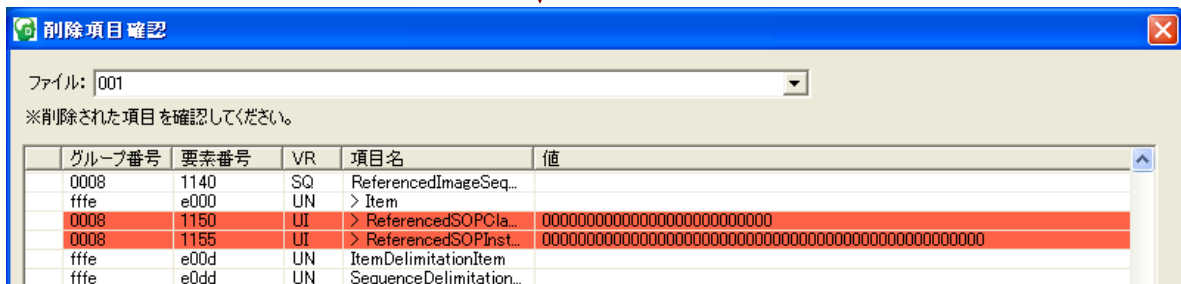 削除項目確認
ファイル: 001
※削除された項目を確認してください。
グループ番号 要素番号 VR 項目名 値
0008 1140 SQ ReferencedImageSeq...
fffe e000 UN > Item
0008 1150 UI > ReferencedSOPCla... 00000000000000000000000000
0008 1155 UI > ReferencedSOPInst... 00000000000000000000000000000000000000000000000000
fffe e00d UN ItemDelimitationItem
fffe e0dd UN SequenceDelimitation...